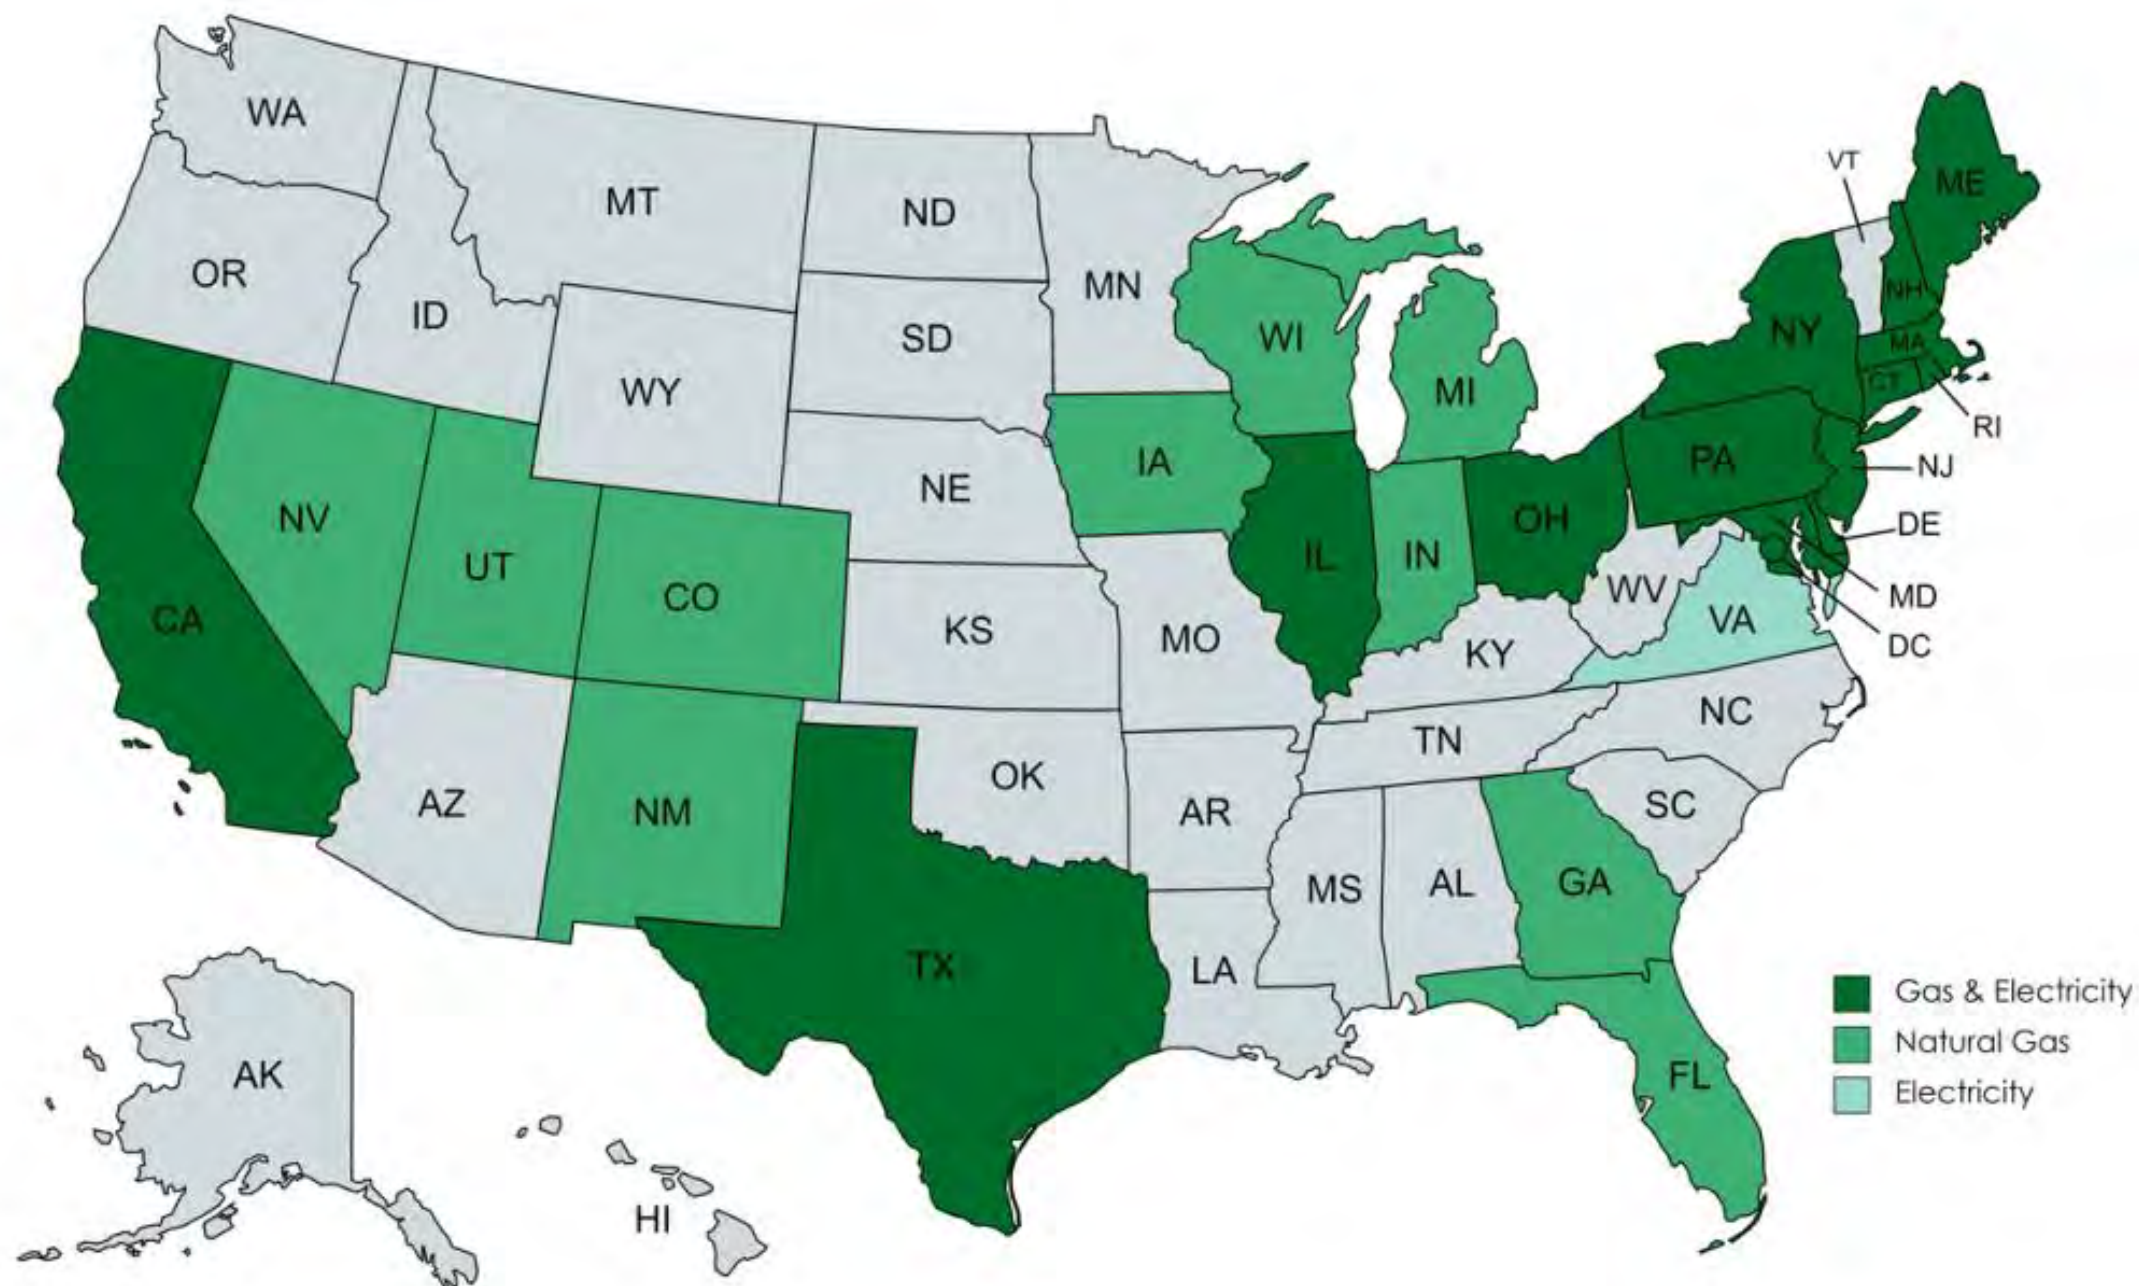 WA
MT
ND
MN
VT
ME
OR
ID
SD
WI
NH
NY
MA
WY
MI
CT
RI
NE
IA
PA
NJ
NV
UT
CO
IL
IN
OH
DE
CA
KS
MO
WV
VA
MD
KY
DC
NC
TN
AZ
NM
OK
AR
SC
MS
AL
GA
TX
LA
Gas & Electricity
Natural Gas
FL
Electricity
AK
HI